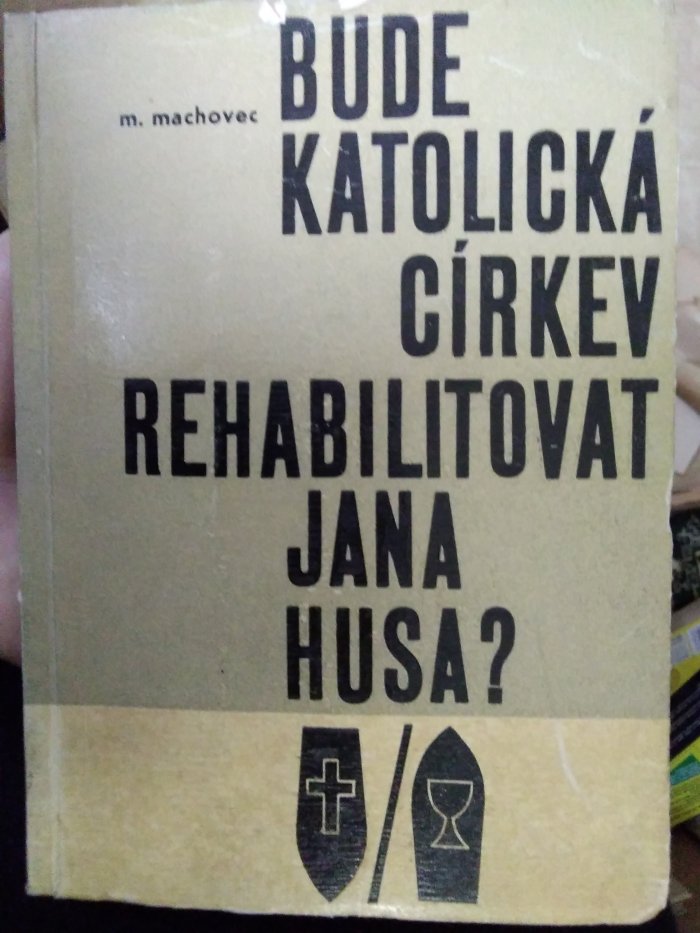 m. machovec
BUDE
KATOLICKÁ
CÍRKEV
REHABILITOVAT
JANA
HUSA?